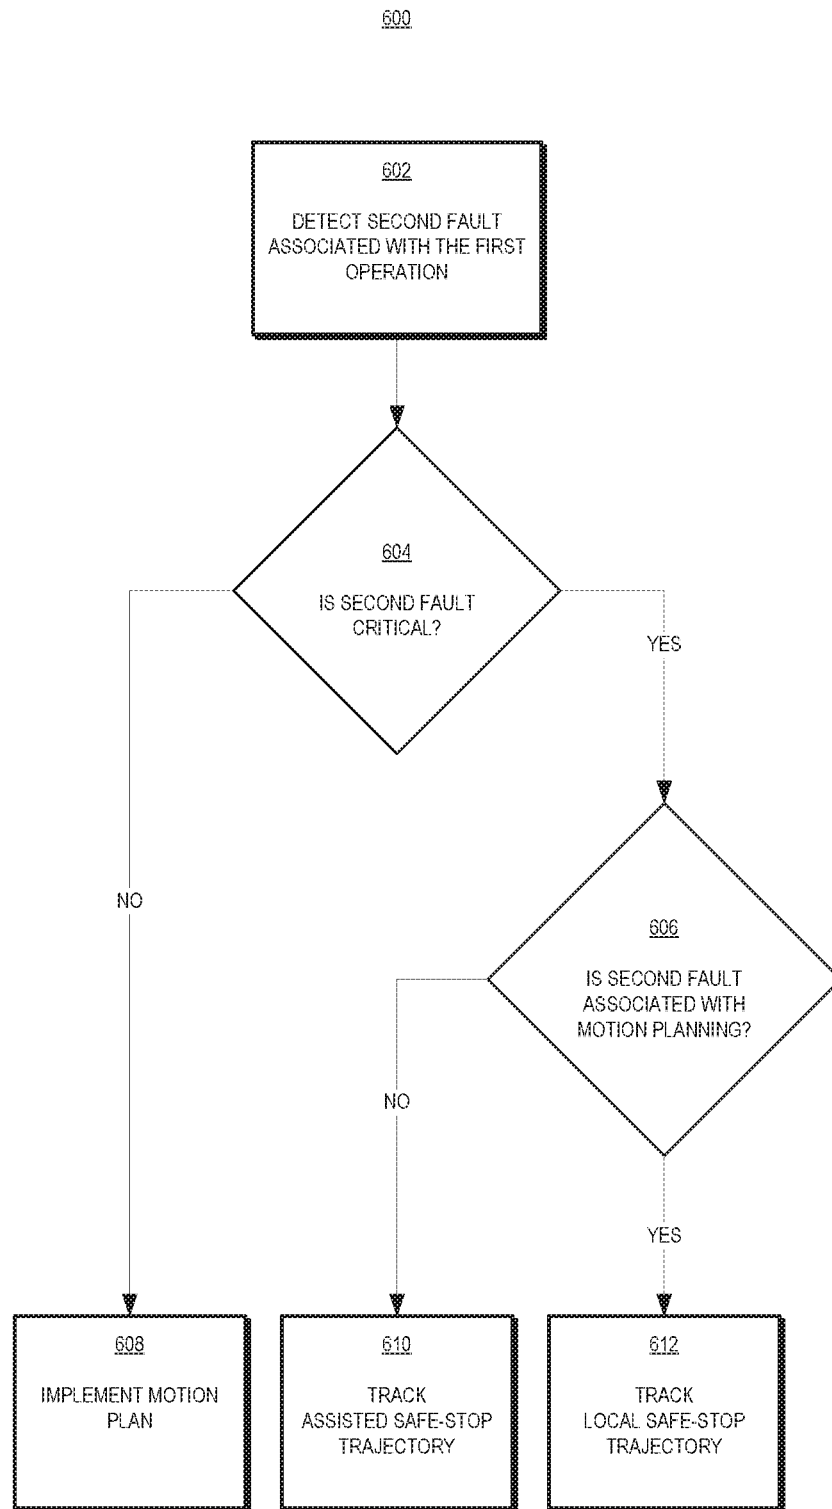 600
602
DETECT SECOND FAULT
ASSOCIATED WITH THE FIRST
OPERATION
604
IS SECOND FAULT
CRITICAL?
YES
NO
606
IS SECOND FAULT
ASSOCIATED WITH
MOTION PLANNING?
NO
YES
608
IMPLEMENT MOTION
PLAN
610
TRACK
ASSISTED SAFE-STOP
TRAJECTORY
612
TRACK
LOCAL SAFE-STOP
TRAJECTORY